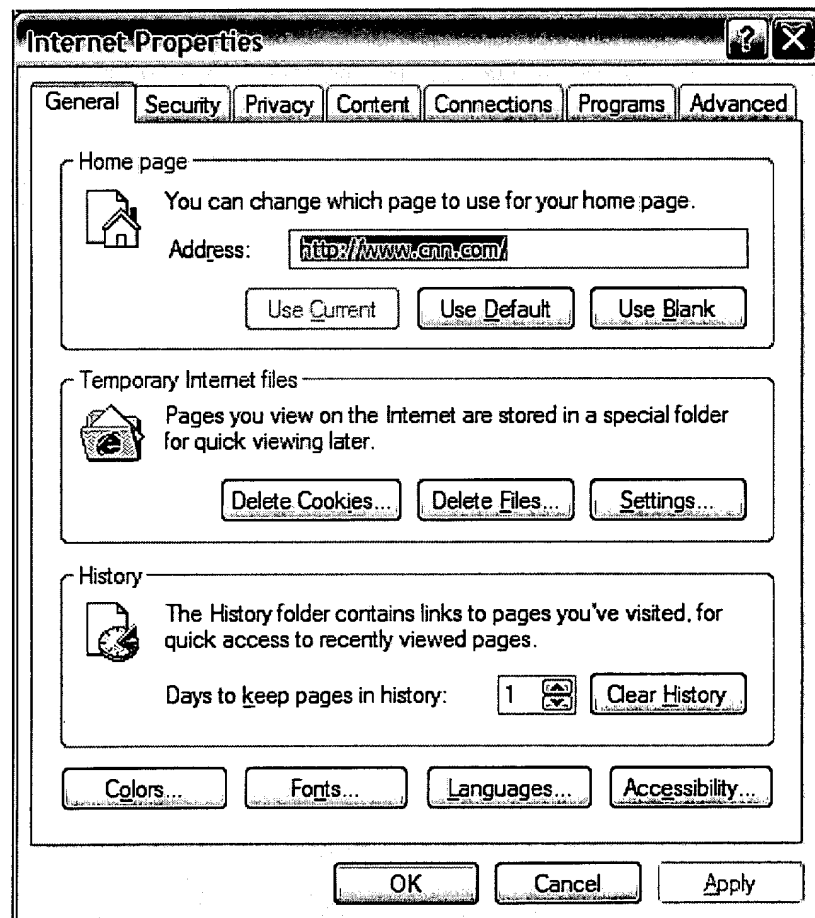 Internet Properties
General Security Privacy Content Connections Programs Advanced
Home page
You can change which page to use for your home page.
Address: http://www.cnn.com/
Use Current Use Default Use Blank
Temporary Internet files
Pages you view on the Internet are stored in a special folder
for quick viewing later.
Delete Cookies... Delete Files... Settings...
History
The History folder contains links to pages you've visited, for
quick access to recently viewed pages.
Days to keep pages in history: 1 Clear History
Colors... Fonts... Languages... Accessibility...
OK Cancel Apply